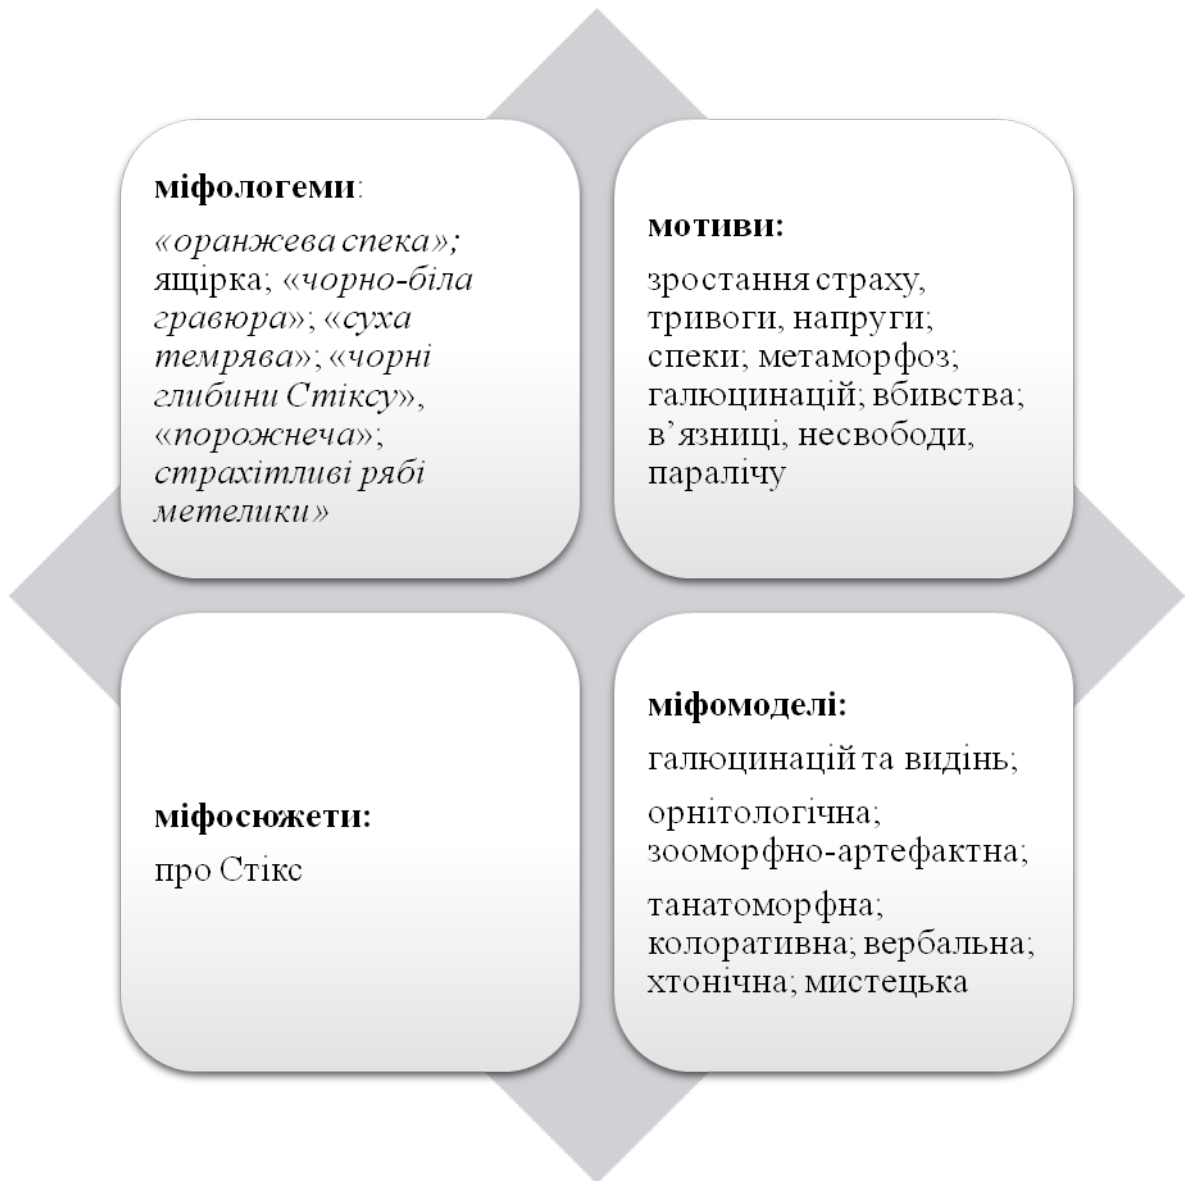 міфологеми:
«оранжева спека»;
ящірка; «чорно-біла
гравюра»; «суха
темрява»; «чорні
глибини Стіксу»,
«порожнеча»;
страхітливі рябі
метелики»
мотиви:
зростання страху,
тривоги, напруги;
спеки; метаморфоз;
галюцинацій; вбивства;
в’язниці, несвободи,
паралічу
міфосюжети:
про Стікс
міфомоделі:
галюцинацій та видінь;
орнітологічна;
зооморфно-артефактна;
танатоморфна;
колоративна; вербальна;
хтонічна; мистецька